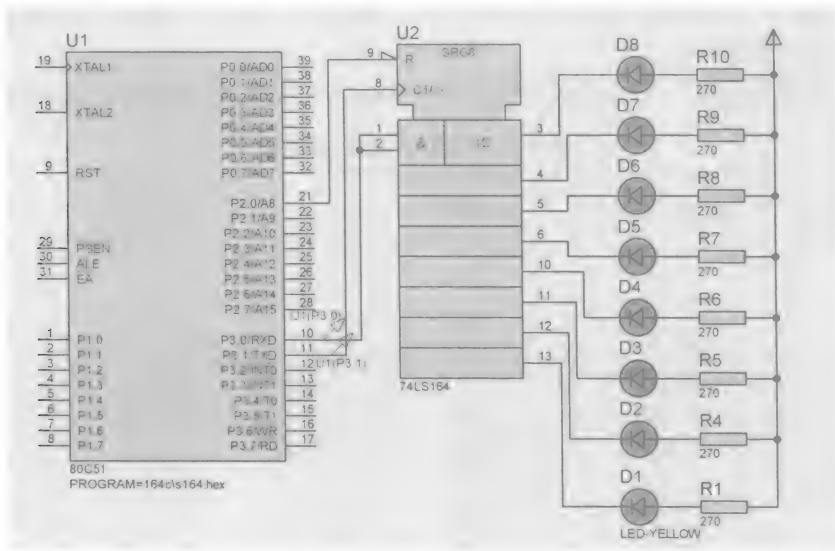 U1
19
XTAL1
18
XTAL2
9
RST
29
PSEN
30
ALE
31
EA
1
P1.0
2
P1.1
3
P1.2
4
P1.3
5
P1.4
6
P1.5
7
P1.6
8
P1.7
P0.0/AD0
39
P0.1/AD1
38
P0.2/AD2
37
P0.3/AD3
36
P0.4/AD4
35
P0.5/AD5
34
P0.6/AD6
33
P0.7/AD7
32
P2.0/A8
21
P2.1/A9
22
P2.2/A10
23
P2.3/A11
24
P2.4/A12
25
P2.5/A13
26
P2.6/A14
27
P2.7/A15
28
U1(P3.0)
P3.0/RXD
10
P3.1/TXD
11
U1(P3.1)
P3.2/INT0
12
P3.3/INT1
13
P3.4/T0
14
P3.5/T1
15
P3.6/WR
16
P3.7/RD
17
80C51
PROGRAM=164c\s164.hex
U2
SRG8
9
R
8
1
2
&
3
4
5
6
10
11
12
13
74LS164
D8
R10
270
D7
R9
270
D6
R8
270
D5
R7
270
D4
R6
270
D3
R5
270
D2
R4
270
D1
R1
270
LED-YELLOW